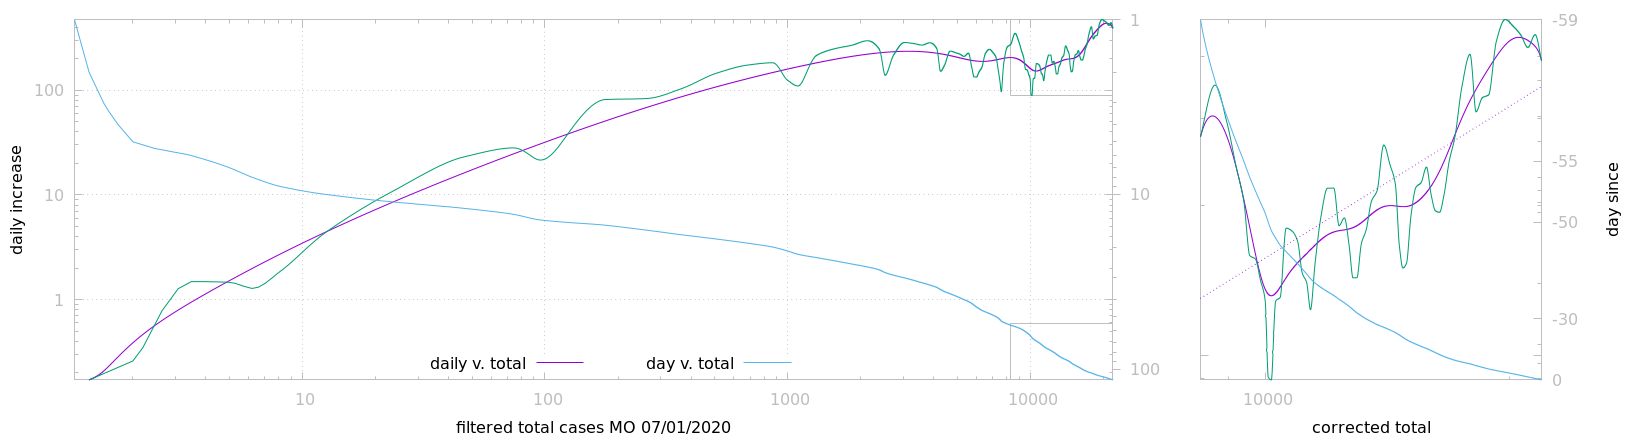 daily increase
100
10
1
10
100
1000
10000
1
10
100
daily v. total
day v. total
filtered total cases MO 07/01/2020
10000
-59
-55
-50
-30
0
day since
corrected total